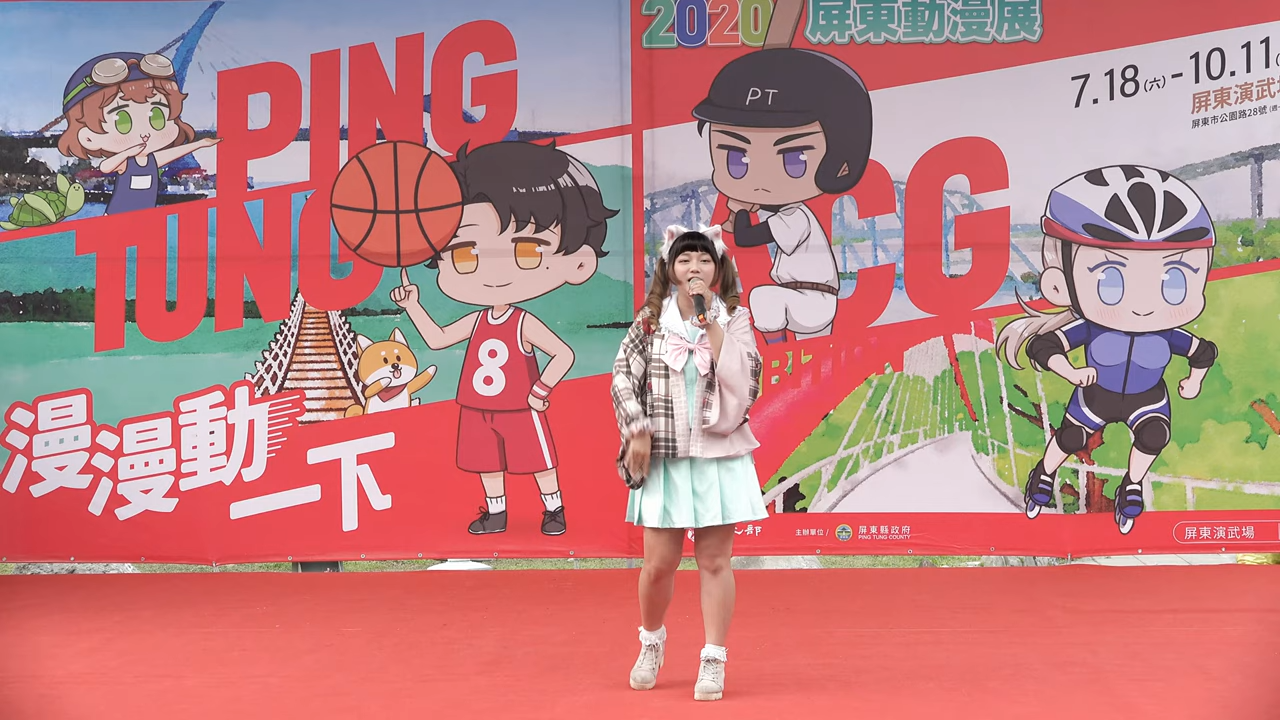 PING
TUNG
漫漫動
一下
8
2020 屏東動漫展
PT
7.18(六)-10.11
屏東演武場
屏東市公園路28號
CG
主辦單位/ 屏東縣政府
PING TUNG COUNTY
屏東演武場